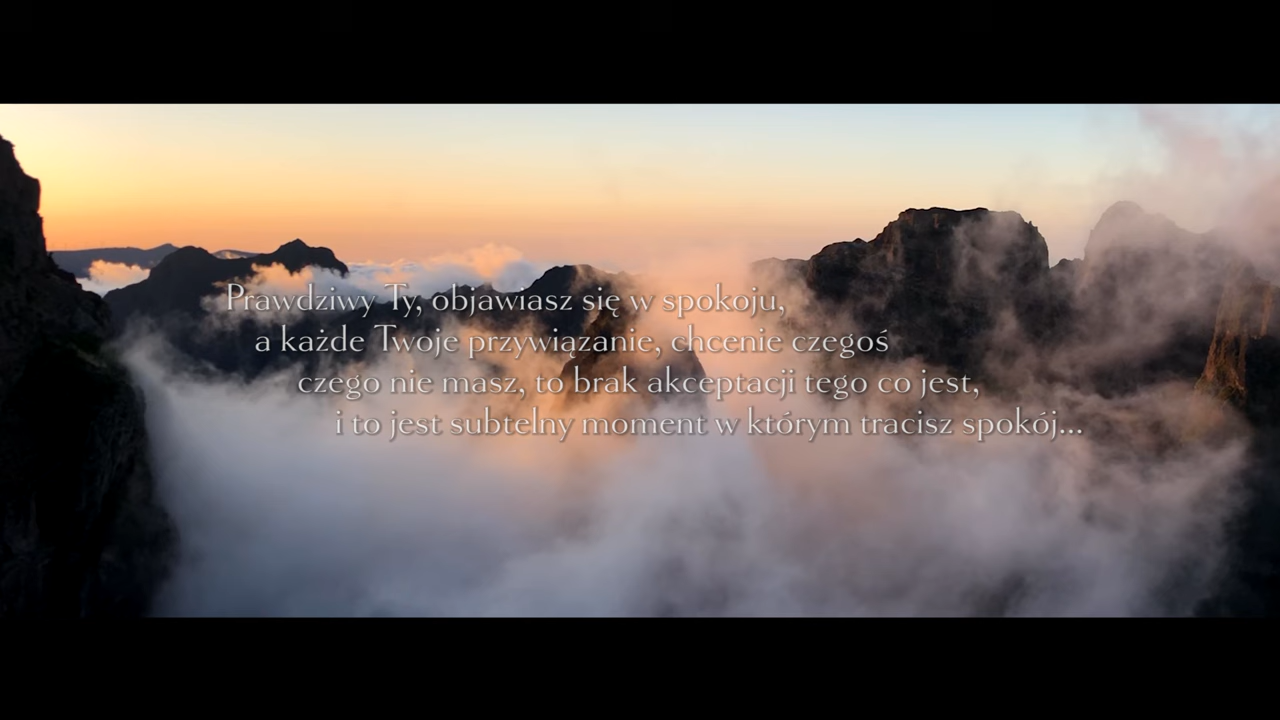 Prawdziwy Ty, objawiasz się w spokoju,
a każde Twoje przywiązanie, chcenie czegoś
czego nie masz, to brak akceptacji tego co jest,
i to jest subtelny moment w którym tracisz spokój...